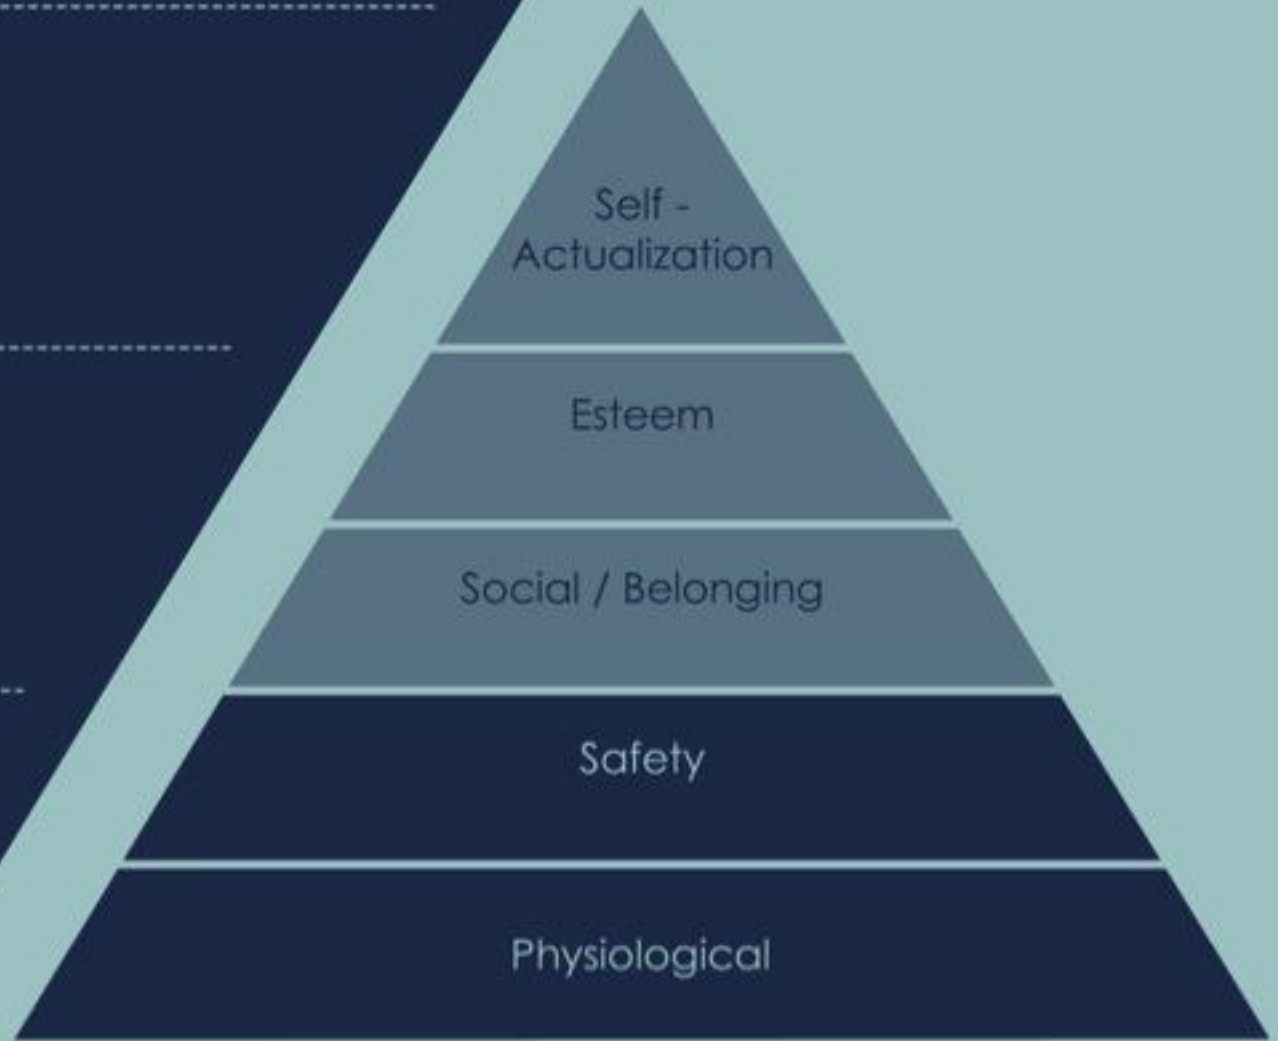 Self -
Actualization
Esteem
Social / Belonging
Safety
Physiological